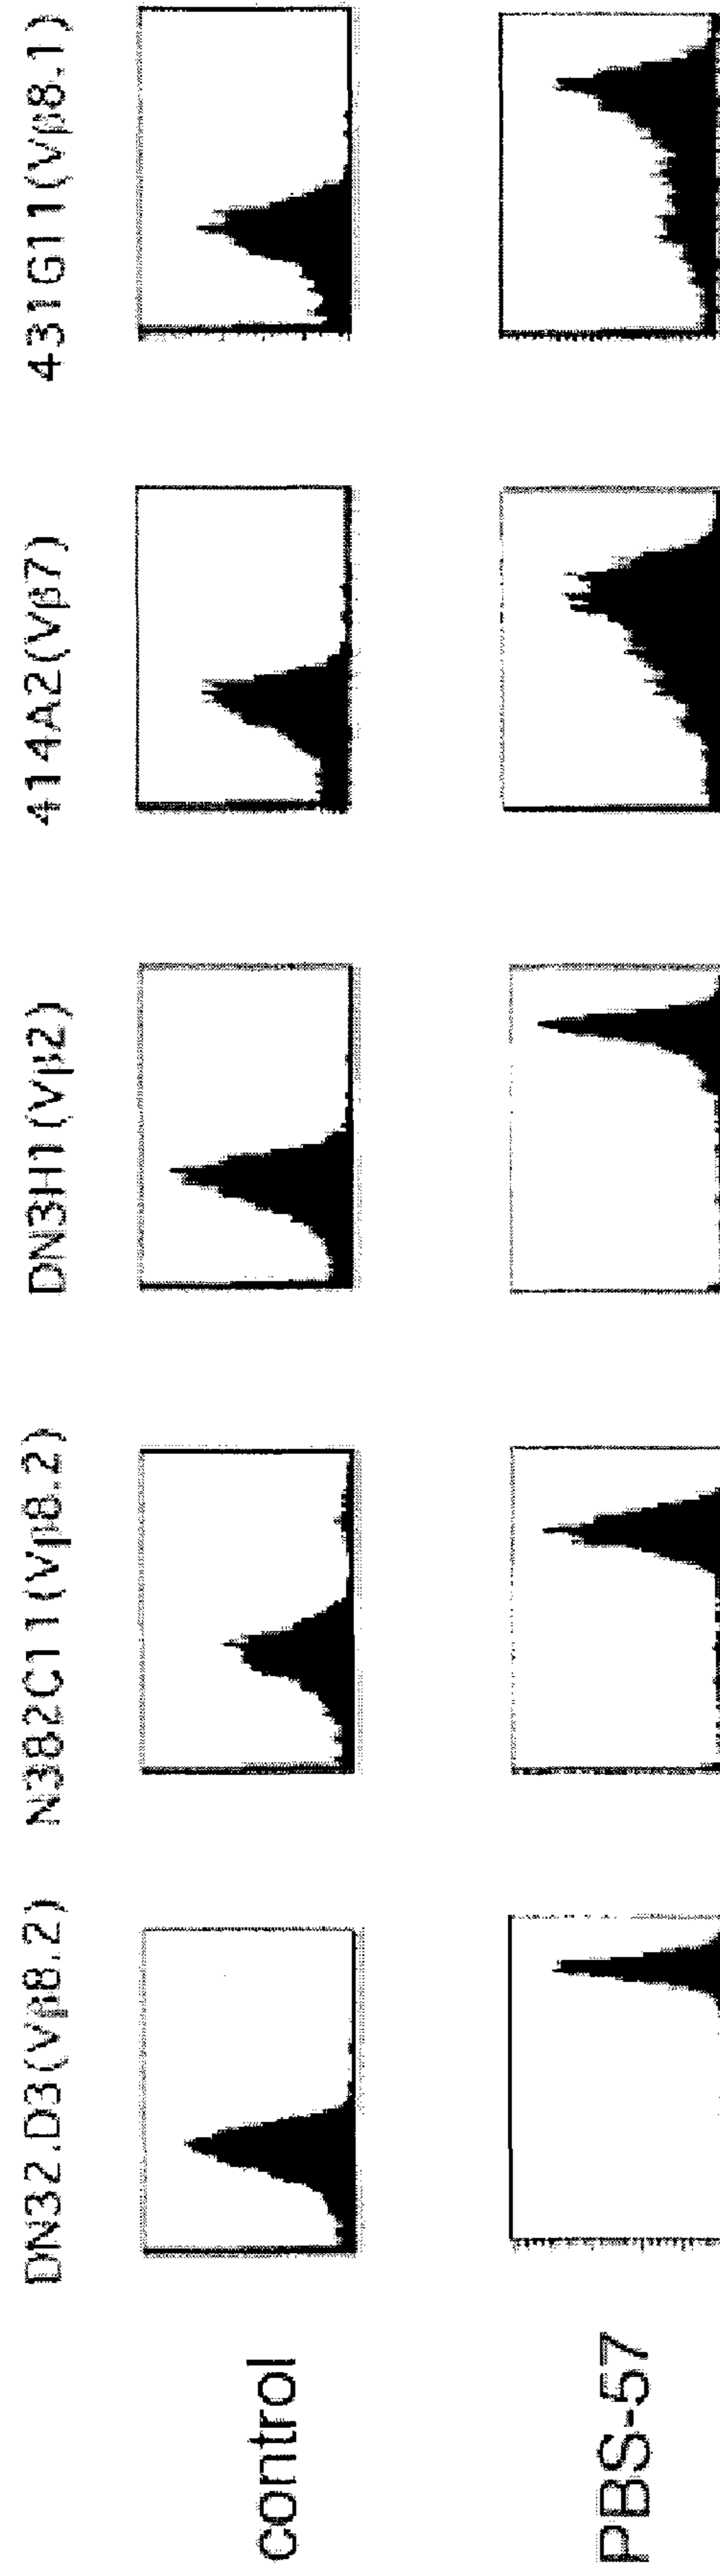 DN32.D3(Vβ8.2) N382C11(Vβ8.2) DN3H1(Vβ2) 414A2(Vβ7) 431G11(Vβ8.1)
control
PBS-57